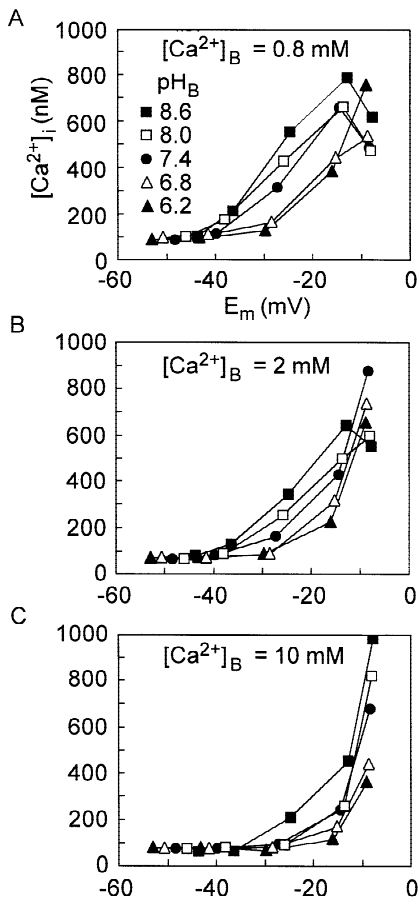 A
[Ca2+]B = 0.8 mM
pHB
8.6
8.0
7.4
6.8
6.2
[Ca2+]i (nM)
1000
800
600
400
200
0
-60 -40 -20 0
Em (mV)
B
[Ca2+]B = 2 mM
1000
800
600
400
200
0
-60 -40 -20 0
C
[Ca2+]B = 10 mM
1000
800
600
400
200
0
-60 -40 -20 0